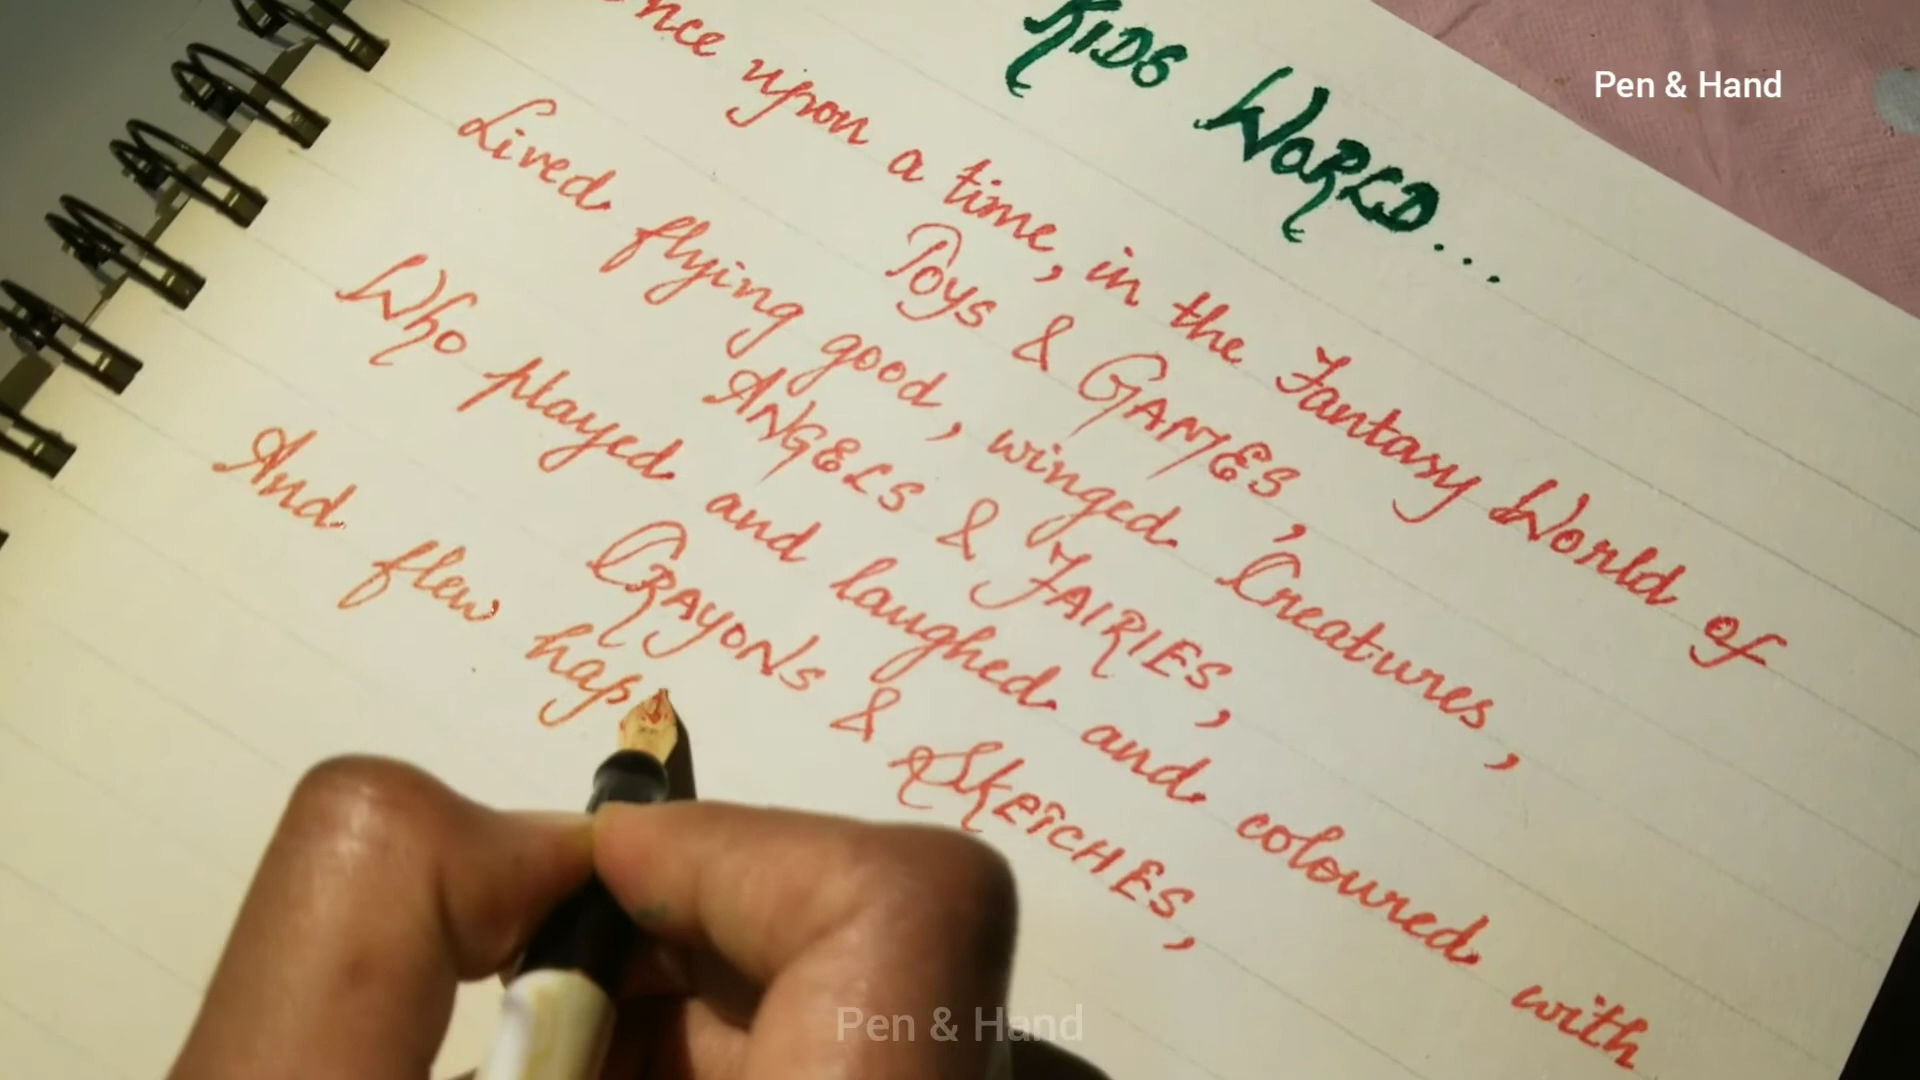 KIDS WORLD...
nce upon a time, in the Fantasy World of
Toys & GAMES,
Lived flying good, winged Creatures,
ANGELS & FAIRIES,
Who played and laughed and coloured with
CRAYONS & SKETCHES,
And flew hap
Pen & Hand
Pen & Hand